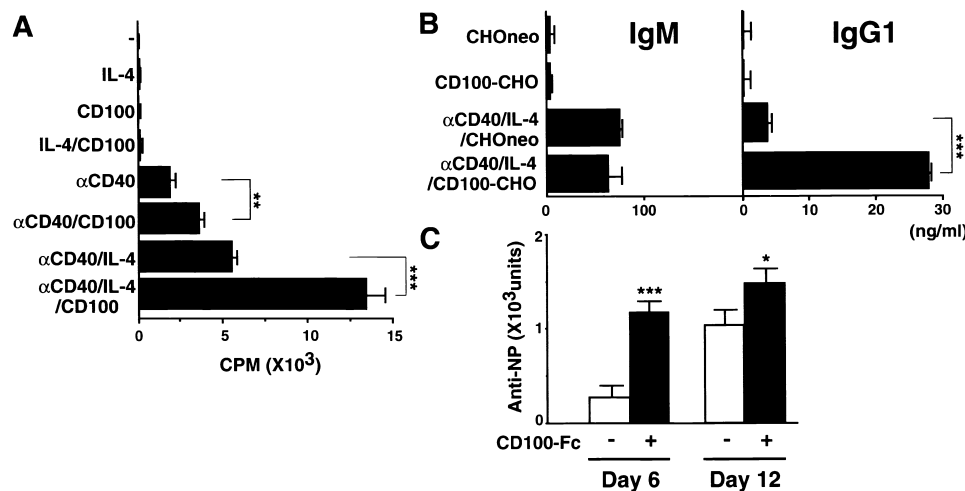 A
-
IL-4
CD100
IL-4/CD100
αCD40
αCD40/CD100
αCD40/IL-4
αCD40/IL-4
/CD100
**
***
0 5 10 15
CPM (X10³)
B
IgM IgG1
CHOneo
CD100-CHO
αCD40/IL-4
/CHOneo
αCD40/IL-4
/CD100-CHO
***
0 100 0 10 20 30
(ng/ml)
C
Anti-NP (X10³units)
2
1
0
*** *
CD100-Fc - + - +
Day 6 Day 12